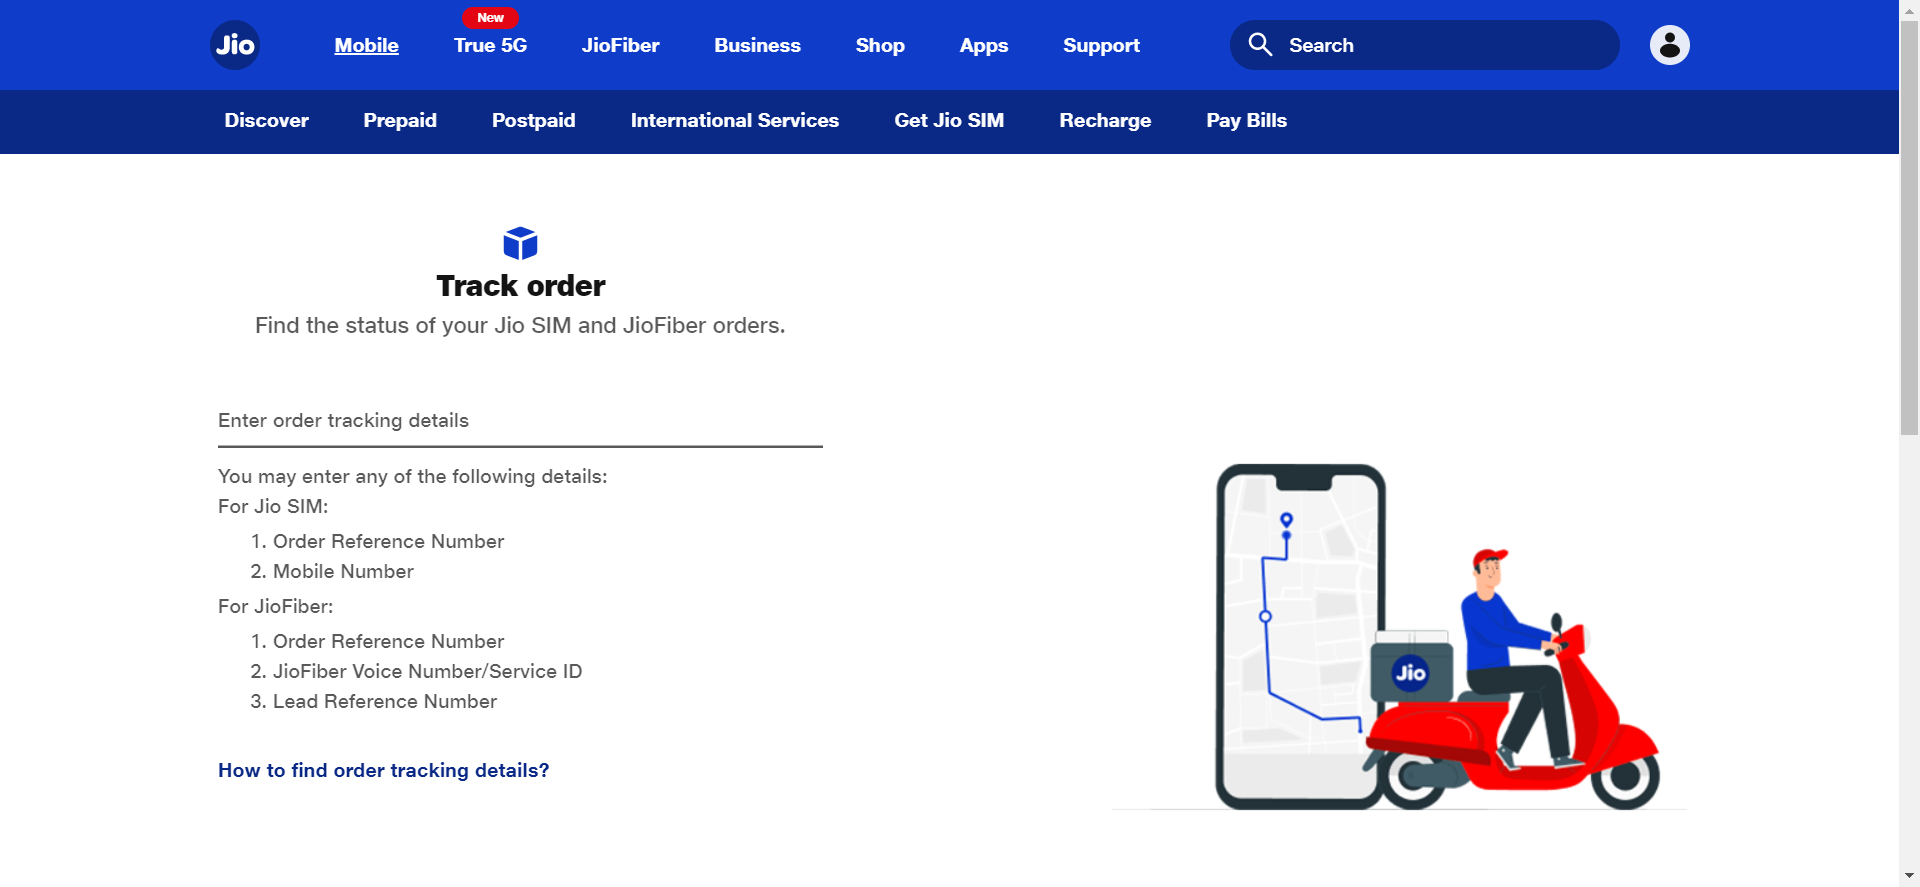 New
Jio Mobile True 5G JioFiber Business Shop Apps Support Search
Discover Prepaid Postpaid International Services Get Jio SIM Recharge Pay Bills
Track order
Find the status of your Jio SIM and JioFiber orders.
Enter order tracking details
You may enter any of the following details:
For Jio SIM:
1. Order Reference Number
2. Mobile Number
For JioFiber:
1. Order Reference Number
2. JioFiber Voice Number/Service ID
3. Lead Reference Number
How to find order tracking details?
Jio